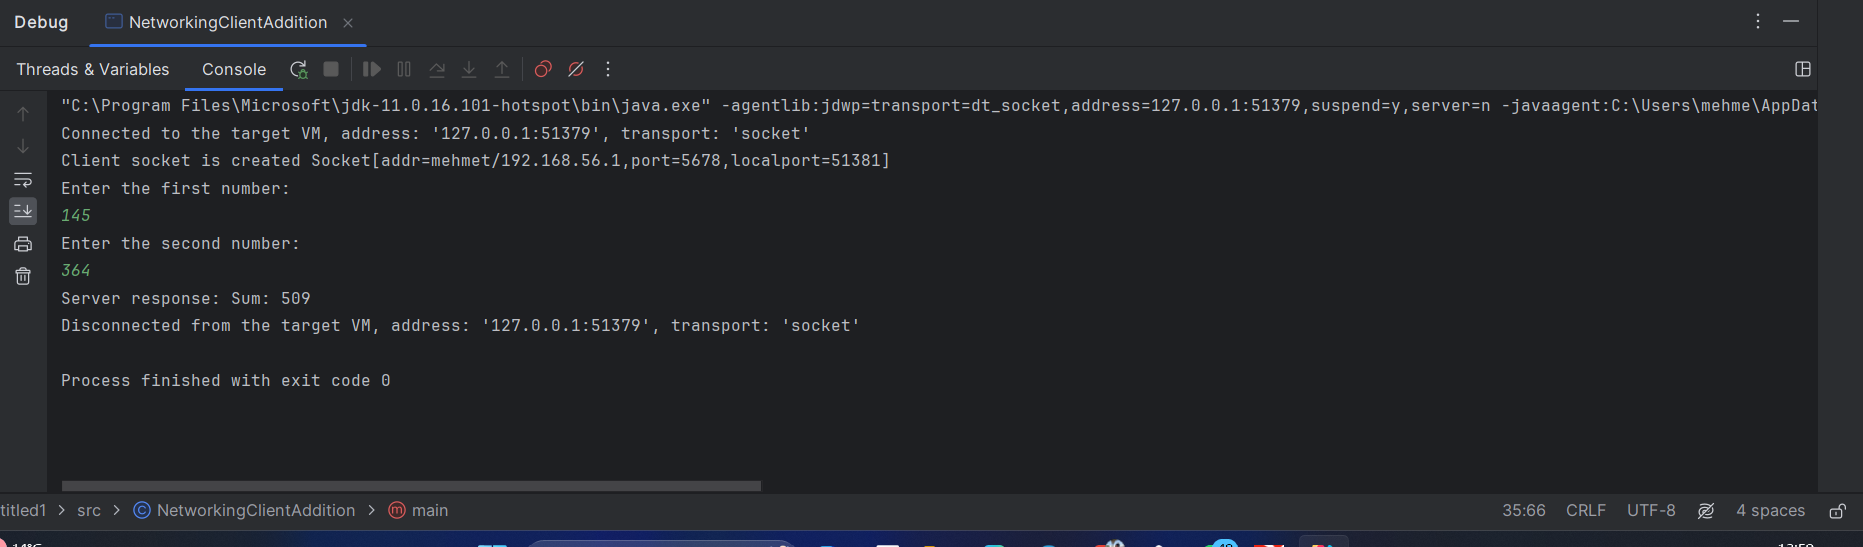 Debug NetworkingClientAddition
Threads & Variables Console
"C:\Program Files\Microsoft\jdk-11.0.16.101-hotspot\bin\java.exe" -agentlib:jdwp=transport=dt_socket,address=127.0.0.1:51379,suspend=y,server=n -javaagent:C:\Users\mehme\AppDat
Connected to the target VM, address: '127.0.0.1:51379', transport: 'socket'
Client socket is created Socket[addr=mehmet/192.168.56.1,port=5678,localport=51381]
Enter the first number:
145
Enter the second number:
364
Server response: Sum: 509
Disconnected from the target VM, address: '127.0.0.1:51379', transport: 'socket'
Process finished with exit code 0
titled1 > src > NetworkingClientAddition > main 35:66 CRLF UTF-8 4 spaces